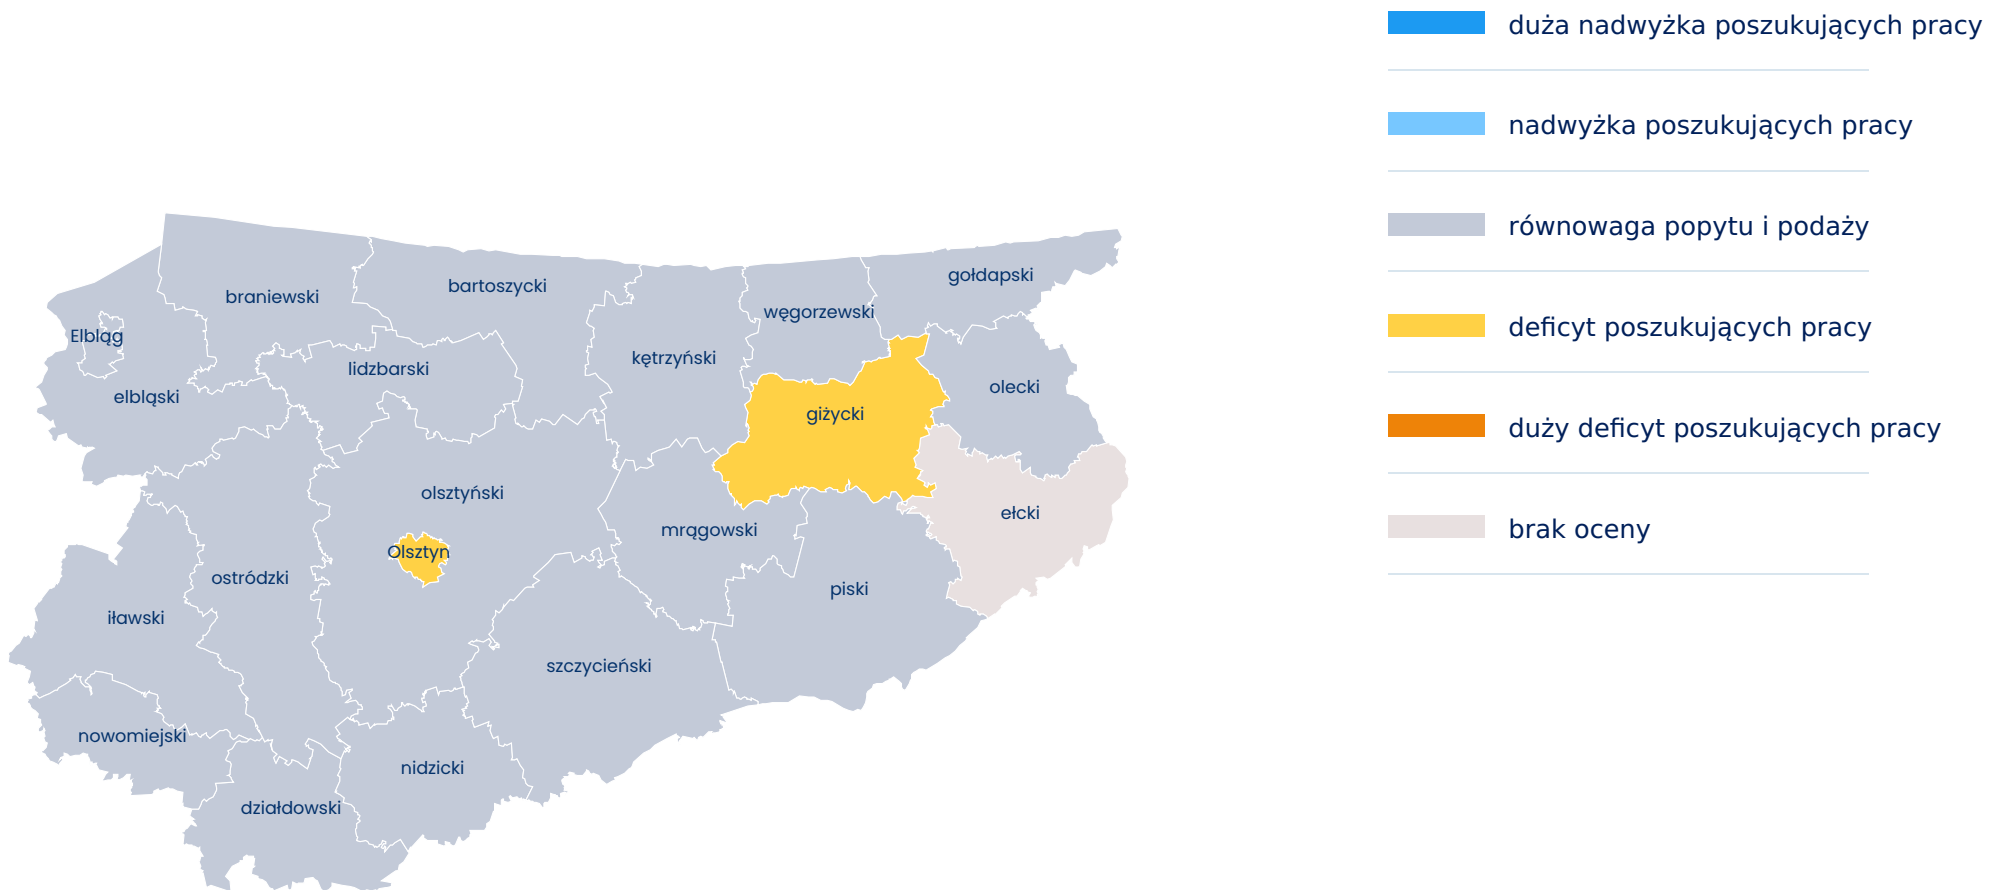 duża nadwyżka poszukujących pracy
nadwyżka poszukujących pracy
równowaga popytu i podaży
deficyt poszukujących pracy
duży deficyt poszukujących pracy
brak oceny
gołdapski
bartoszycki
braniewski
węgorzewski
Elbląg
kętrzyński
lidzbarski
olecki
elbląski
giżycki
olsztyński
ełcki
mrągowski
Olsztyn
ostródzki
piski
iławski
szczycieński
nowomiejski
nidzicki
działdowski